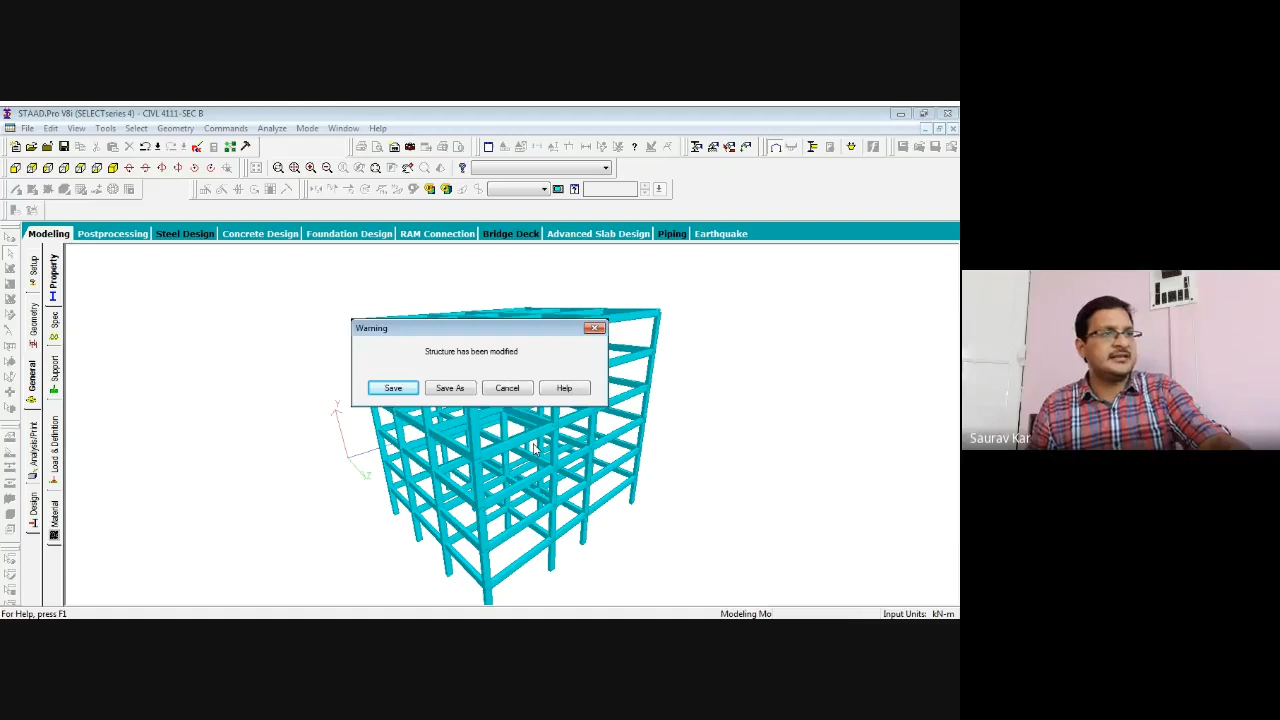 STAAD.Pro V8i (SELECTseries 4) - CIVL 4111-SEC B
File Edit View Tools Select Geometry Commands Analyze Mode Window Help
Modeling Postprocessing Steel Design Concrete Design Foundation Design RAM Connection Bridge Deck Advanced Slab Design Piping Earthquake
Setup
Geometry
General
Analysis/Print
Design
Property
Spec
Support
Load & Definition
Material
Warning
Structure has been modified
Save Save As Cancel Help
Y
Z
Saurav Kar
For Help, press F1 Modeling Mo Input Units: kN-m